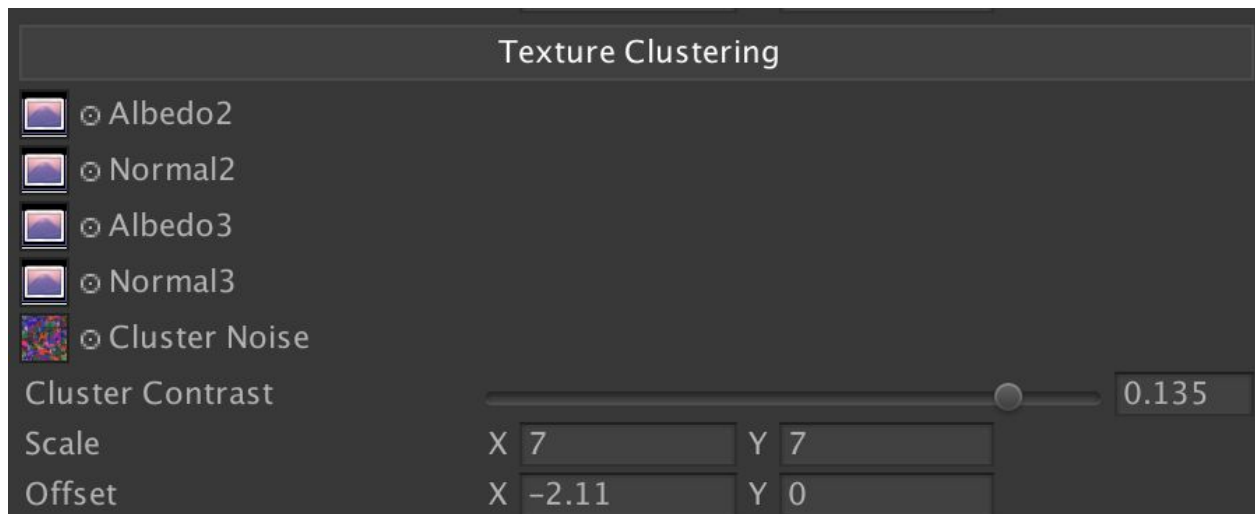 Texture Clustering
Albedo2
Normal2
Albedo3
Normal3
Cluster Noise
Cluster Contrast 0.135
Scale X 7 Y 7
Offset X -2.11 Y 0